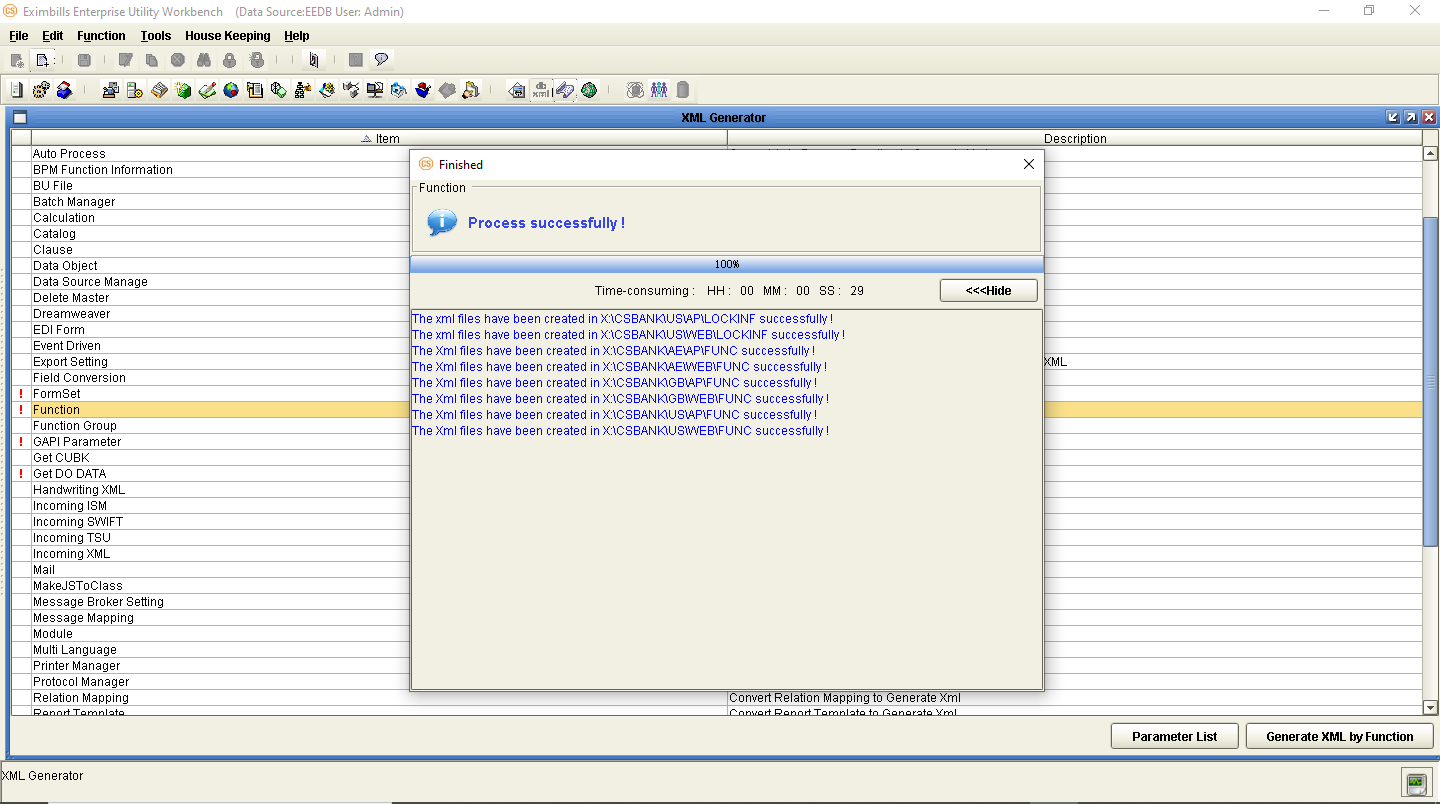 Eximbills Enterprise Utility Workbench (Data Source:EEDB User: Admin)
File Edit Function Tools House Keeping Help
XML Generator
Item Description
Auto Process
BPM Function Information
BU File
Batch Manager
Calculation
Catalog
Clause
Data Object
Data Source Manage
Delete Master
Dreamweaver
EDI Form
Event Driven
Export Setting XML
Field Conversion
! FormSet
! Function
Function Group
! GAPI Parameter
Get CUBK
! Get DO DATA
Handwriting XML
Incoming ISM
Incoming SWIFT
Incoming TSU
Incoming XML
Mail
MakeJSToClass
Message Broker Setting
Message Mapping
Module
Multi Language
Printer Manager
Protocol Manager
Relation Mapping Convert Relation Mapping to Generate Xml
Report Template Convert Report Template to Generate Xml
CS Finished
Function
Process successfully !
100%
Time-consuming : HH : 00 MM : 00 SS : 29
<<<Hide
The xml files have been created in X:\CSBANK\US\AP\LOCKINF successfully !
The xml files have been created in X:\CSBANK\US\WEB\LOCKINF successfully !
The Xml files have been created in X:\CSBANK\AE\AP\FUNC successfully !
The Xml files have been created in X:\CSBANK\AE\WEB\FUNC successfully !
The Xml files have been created in X:\CSBANK\GB\AP\FUNC successfully !
The Xml files have been created in X:\CSBANK\GB\WEB\FUNC successfully !
The Xml files have been created in X:\CSBANK\US\AP\FUNC successfully !
The Xml files have been created in X:\CSBANK\US\WEB\FUNC successfully !
Parameter List Generate XML by Function
XML Generator